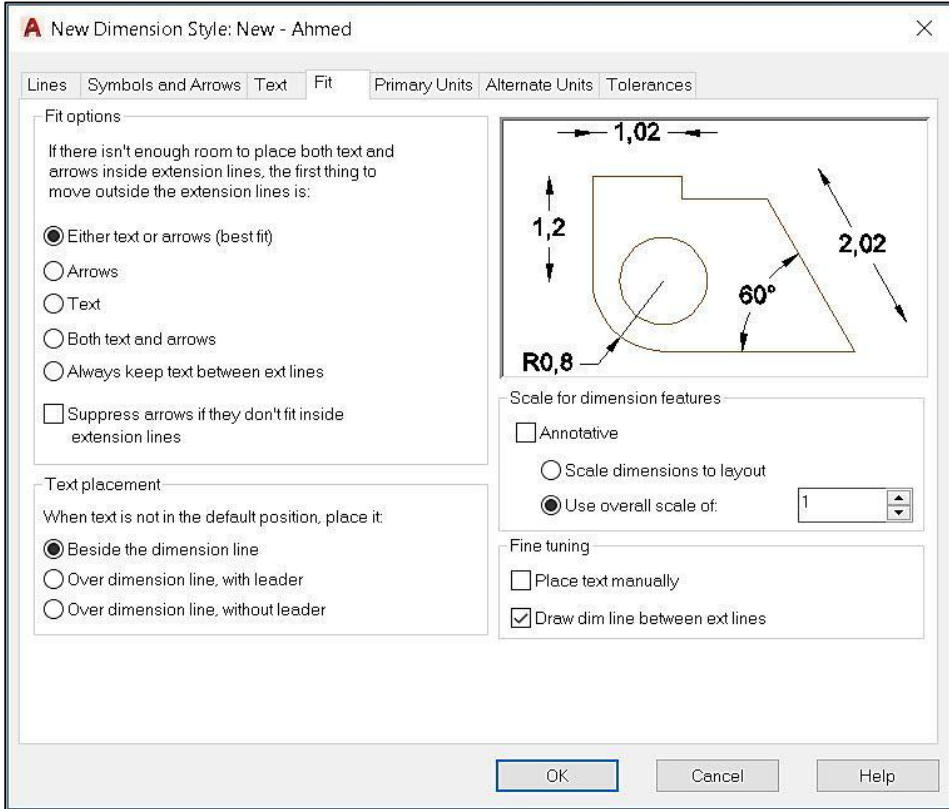 New Dimension Style: New - Ahmed
Lines Symbols and Arrows Text Fit Primary Units Alternate Units Tolerances
Fit options
If there isn't enough room to place both text and
arrows inside extension lines, the first thing to
move outside the extension lines is:
Either text or arrows (best fit)
Arrows
Text
Both text and arrows
Always keep text between ext lines
Suppress arrows if they don't fit inside
extension lines
Text placement
When text is not in the default position, place it:
Beside the dimension line
Over dimension line, with leader
Over dimension line, without leader
1,02
1,2
2,02
60°
R0,8
Scale for dimension features
Annotative
Scale dimensions to layout
Use overall scale of: 1
Fine tuning
Place text manually
Draw dim line between ext lines
OK Cancel Help